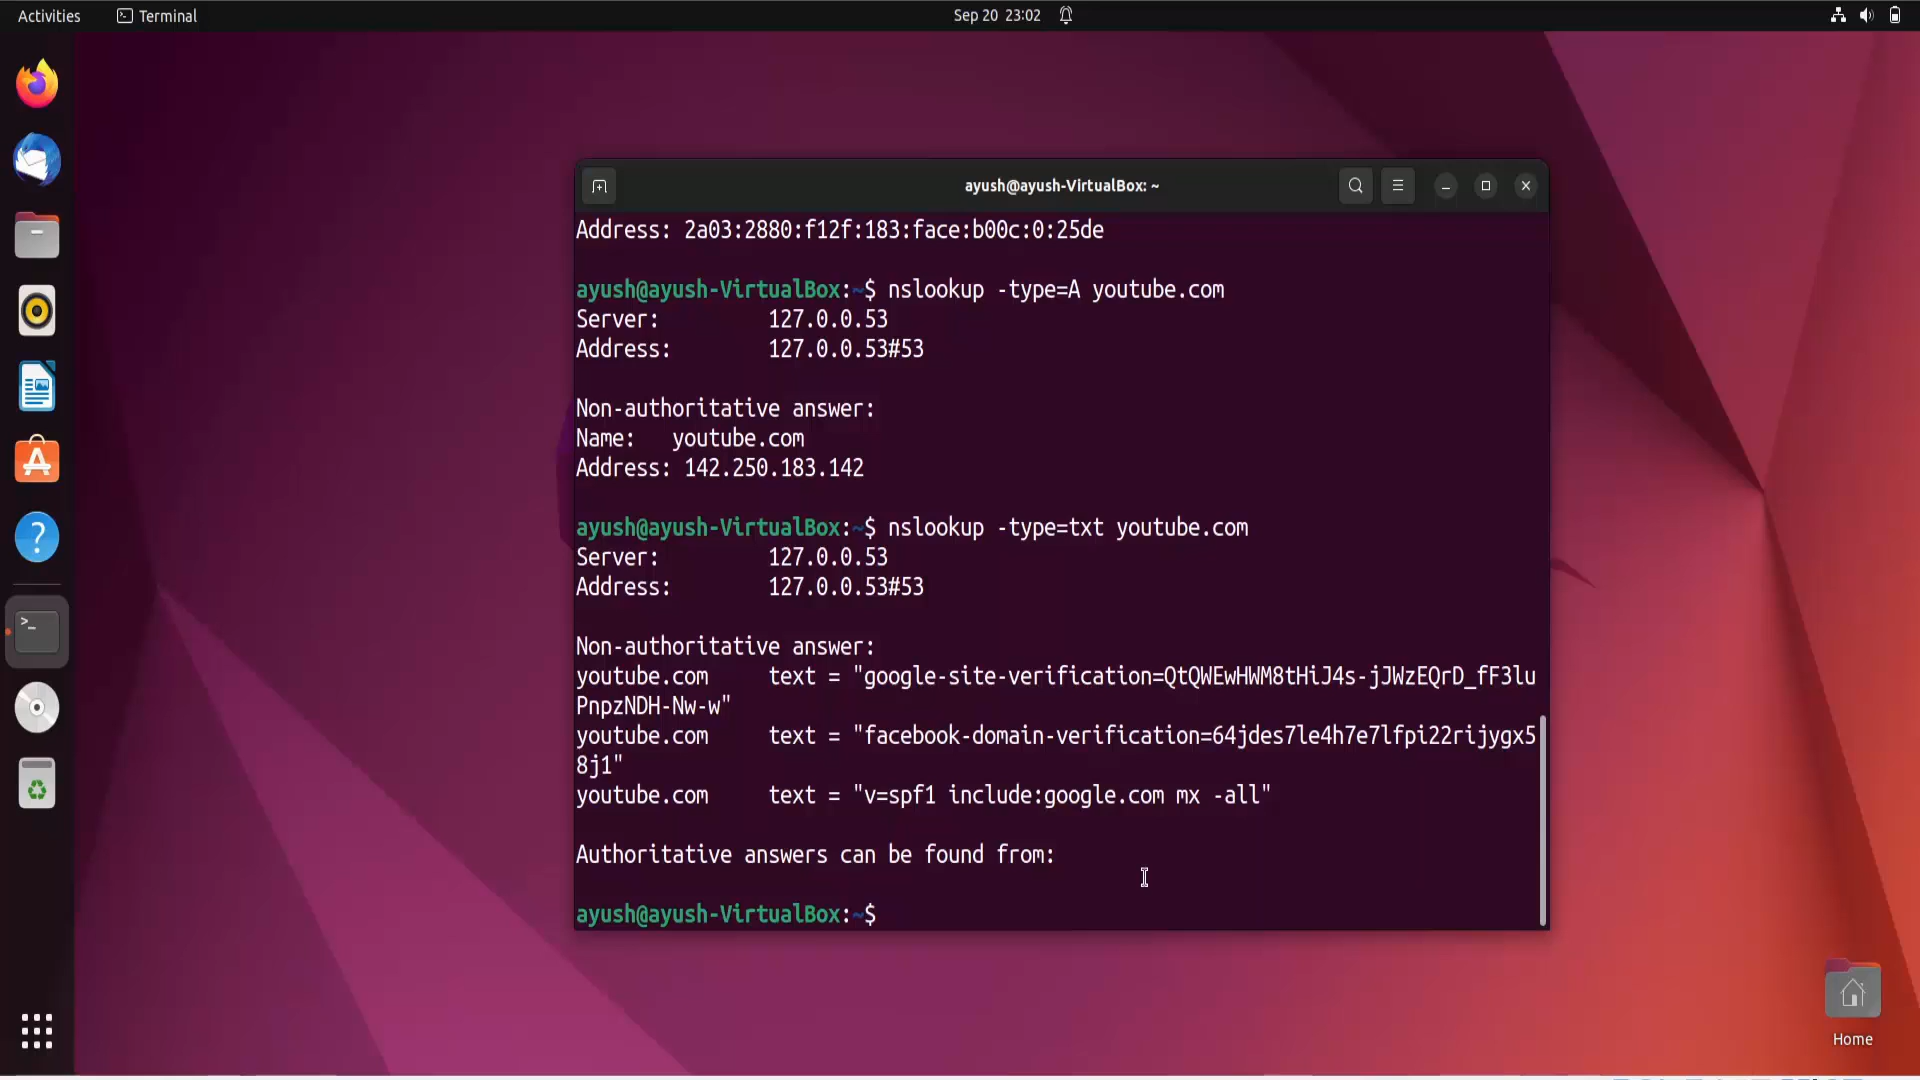 Activities Terminal Sep 20 23:02
ayush@ayush-VirtualBox: ~
Address: 2a03:2880:f12f:183:face:b00c:0:25de
ayush@ayush-VirtualBox:~$ nslookup -type=A youtube.com
Server: 127.0.0.53
Address: 127.0.0.53#53
Non-authoritative answer:
Name: youtube.com
Address: 142.250.183.142
ayush@ayush-VirtualBox:~$ nslookup -type=txt youtube.com
Server: 127.0.0.53
Address: 127.0.0.53#53
Non-authoritative answer:
youtube.com text = "google-site-verification=QtQWEwHWM8tHiJ4s-jJWzEQrD_fF3lu
PnpzNDH-Nw-w"
youtube.com text = "facebook-domain-verification=64jdes7le4h7e7lfpi22rijygx5
8j1"
youtube.com text = "v=spf1 include:google.com mx -all"
Authoritative answers can be found from:
ayush@ayush-VirtualBox:~$
Home